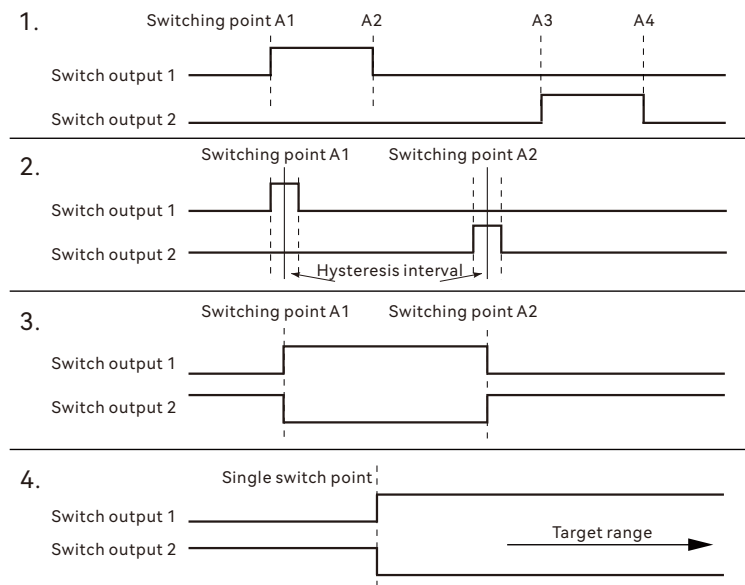 1.
Switching point A1 A2 A3 A4
Switch output 1
Switch output 2
2.
Switching point A1 Switching point A2
Switch output 1
Switch output 2
Hysteresis interval
3.
Switching point A1 Switching point A2
Switch output 1
Switch output 2
4.
Single switch point
Switch output 1
Target range
Switch output 2